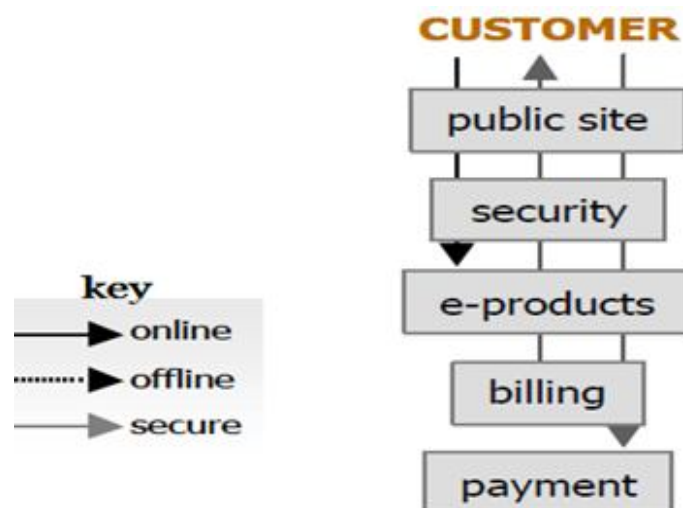 CUSTOMER
public site
security
e-products
billing
payment
key
online
offline
secure